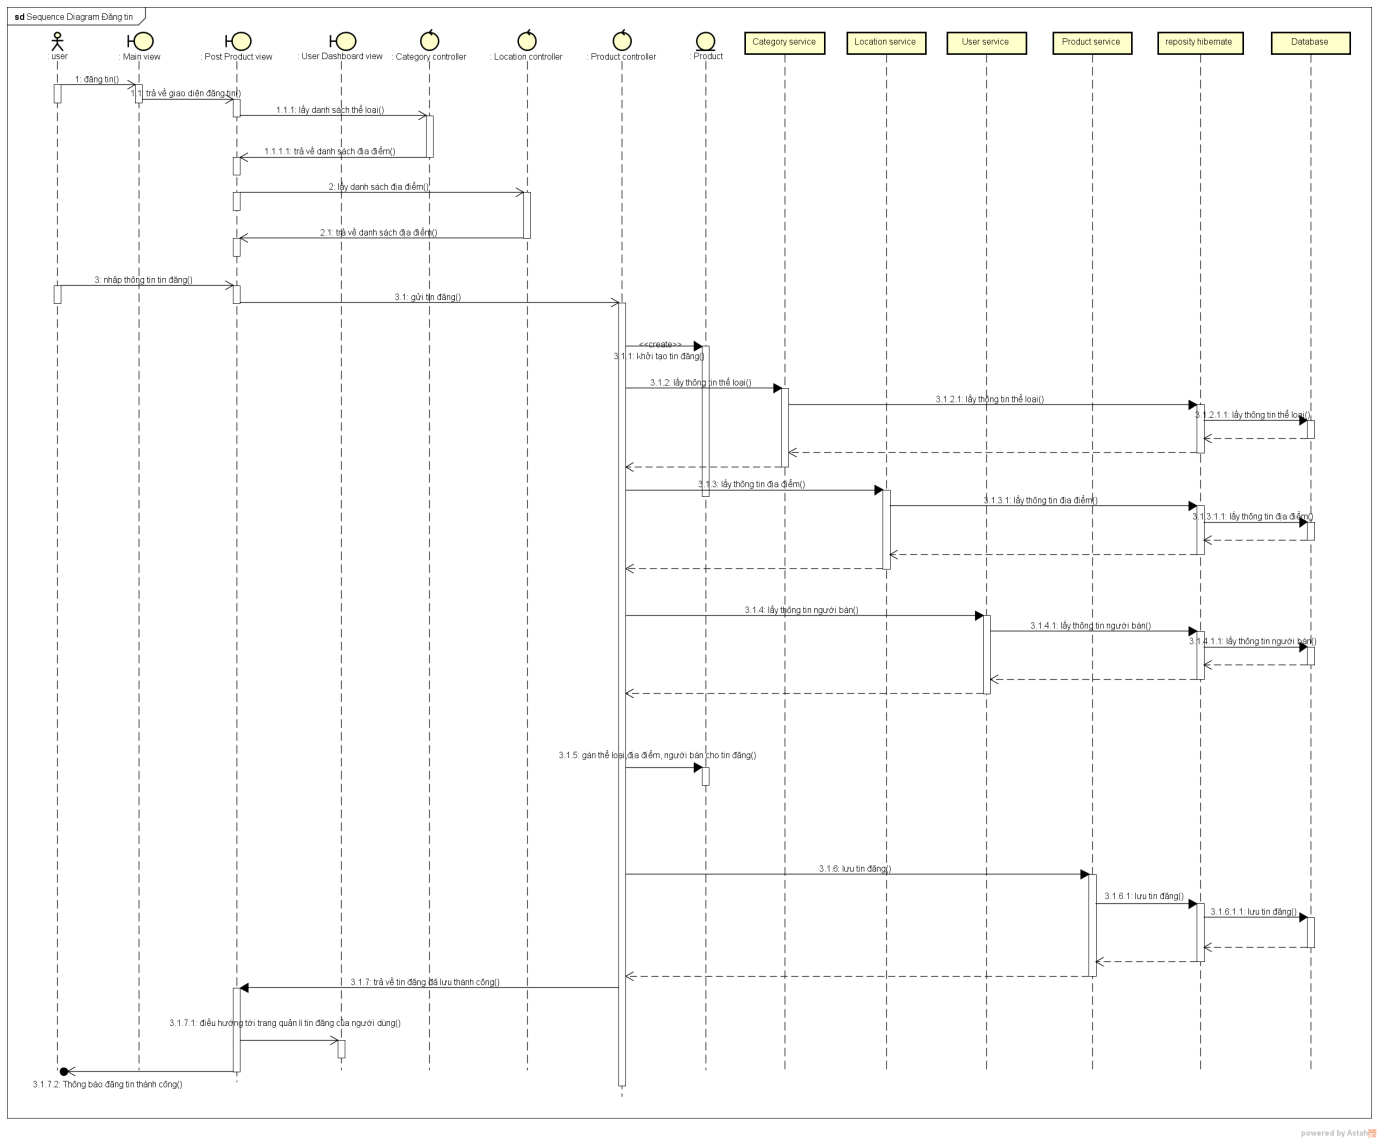 sd Sequence Diagram Đăng tin
: user
: Main view
: Post Product view
: User Dashboard view
: Category controller
: Location controller
: Product controller
: Product
Category service
Location service
User service
Product service
reposity hibernate
Database
1: đăng tin()
1.1: trả về giao diện đăng tin()
1.1.1: lấy danh sách thể loại()
1.1.1.1: trả về danh sách địa điểm()
2: lấy danh sách địa điểm()
2.1: trả về danh sách địa điểm()
3: nhập thông tin tin đăng()
3.1: gửi tin đăng()
<<create>>
3.1.1: khởi tạo tin đăng()
3.1.2: lấy thông tin thể loại()
3.1.2.1: lấy thông tin thể loại()
3.1.2.1.1: lấy thông tin thể loại()
3.1.3: lấy thông tin địa điểm()
3.1.3.1: lấy thông tin địa điểm()
3.1.3.1.1: lấy thông tin địa điểm()
3.1.4: lấy thông tin người bán()
3.1.4.1: lấy thông tin người bán()
3.1.4.1.1: lấy thông tin người bán()
3.1.5: gán thể loại,địa điểm, người bán cho tin đăng()
3.1.6: lưu tin đăng()
3.1.6.1: lưu tin đăng()
3.1.6.1.1: lưu tin đăng()
3.1.7: trả về tin đăng đã lưu thành công()
3.1.7.1: điều hướng tới trang quản lí tin đăng của người dùng()
3.1.7.2: Thông báo đăng tin thành công()
powered by Astah